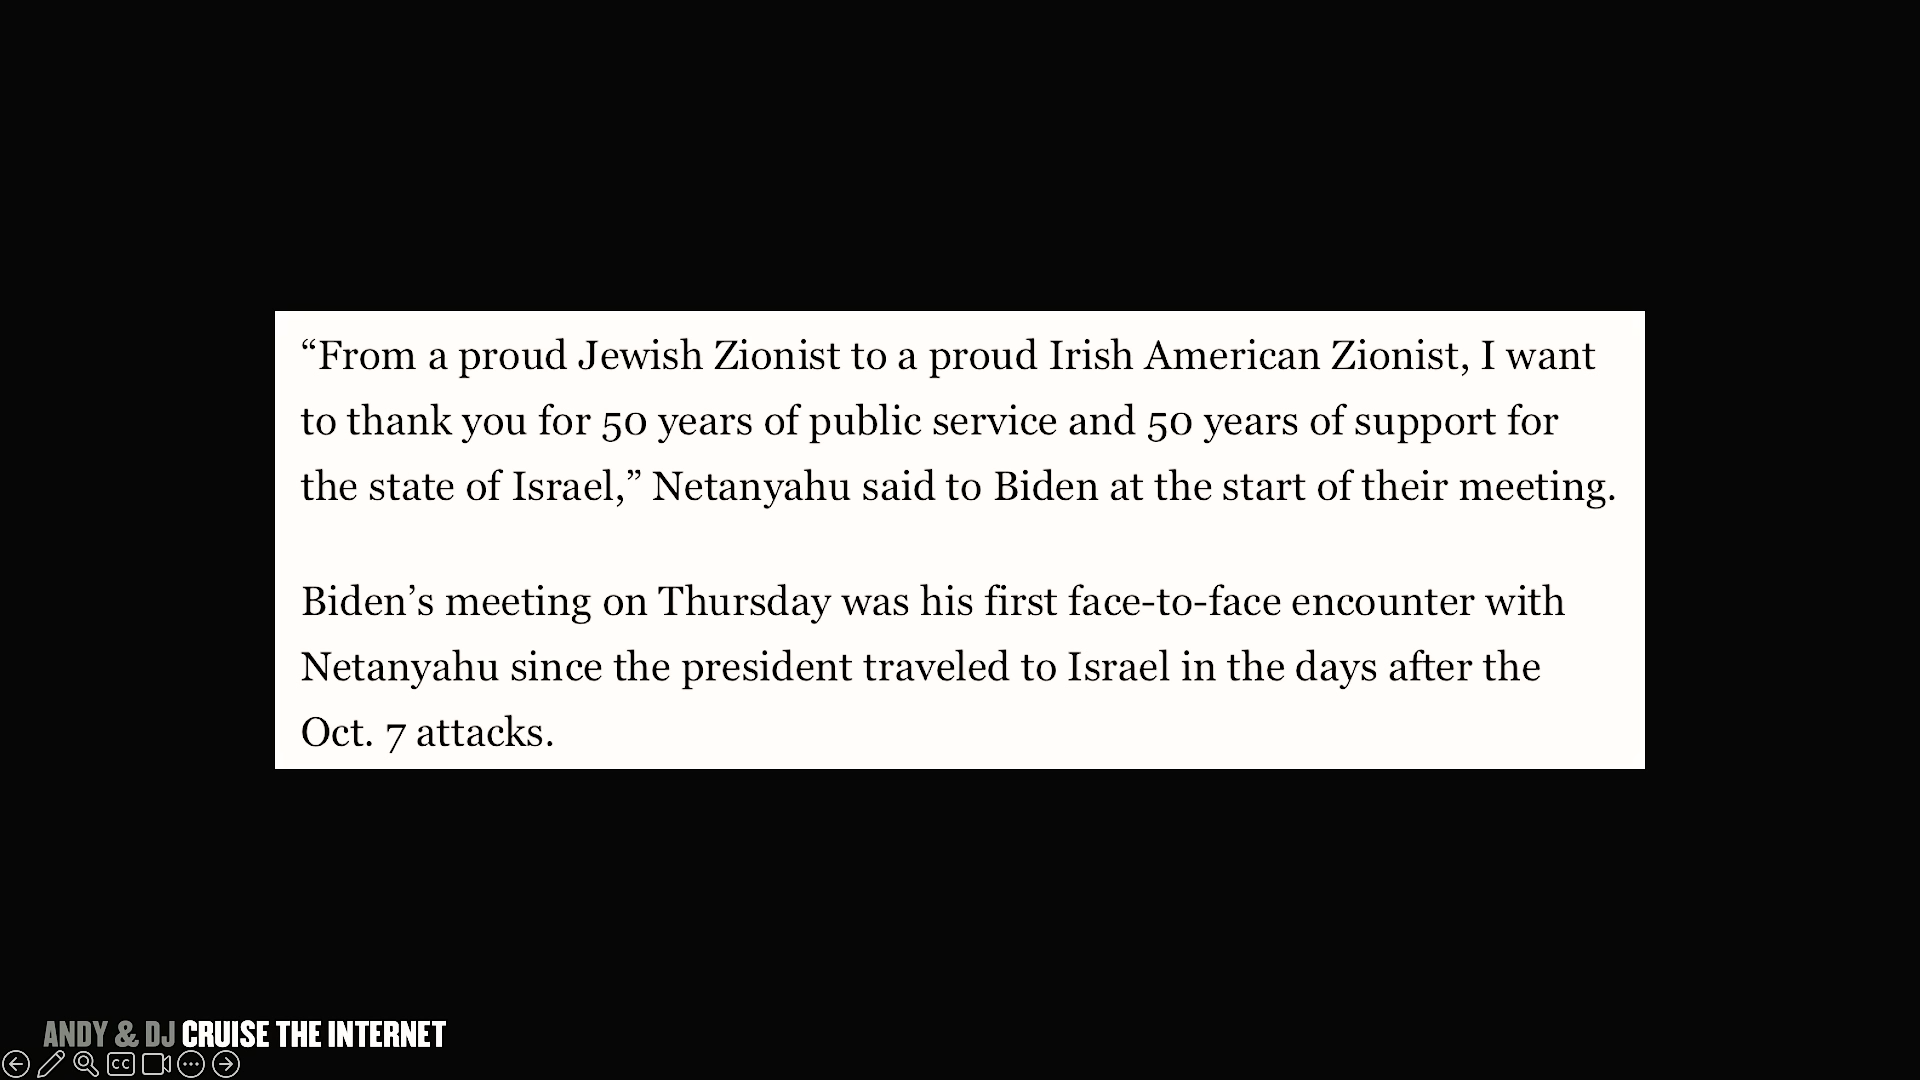 “From a proud Jewish Zionist to a proud Irish American Zionist, I want
to thank you for 50 years of public service and 50 years of support for
the state of Israel,” Netanyahu said to Biden at the start of their meeting.
Biden’s meeting on Thursday was his first face-to-face encounter with
Netanyahu since the president traveled to Israel in the days after the
Oct. 7 attacks.
ANDY & DJ CRUISE THE INTERNET
CC